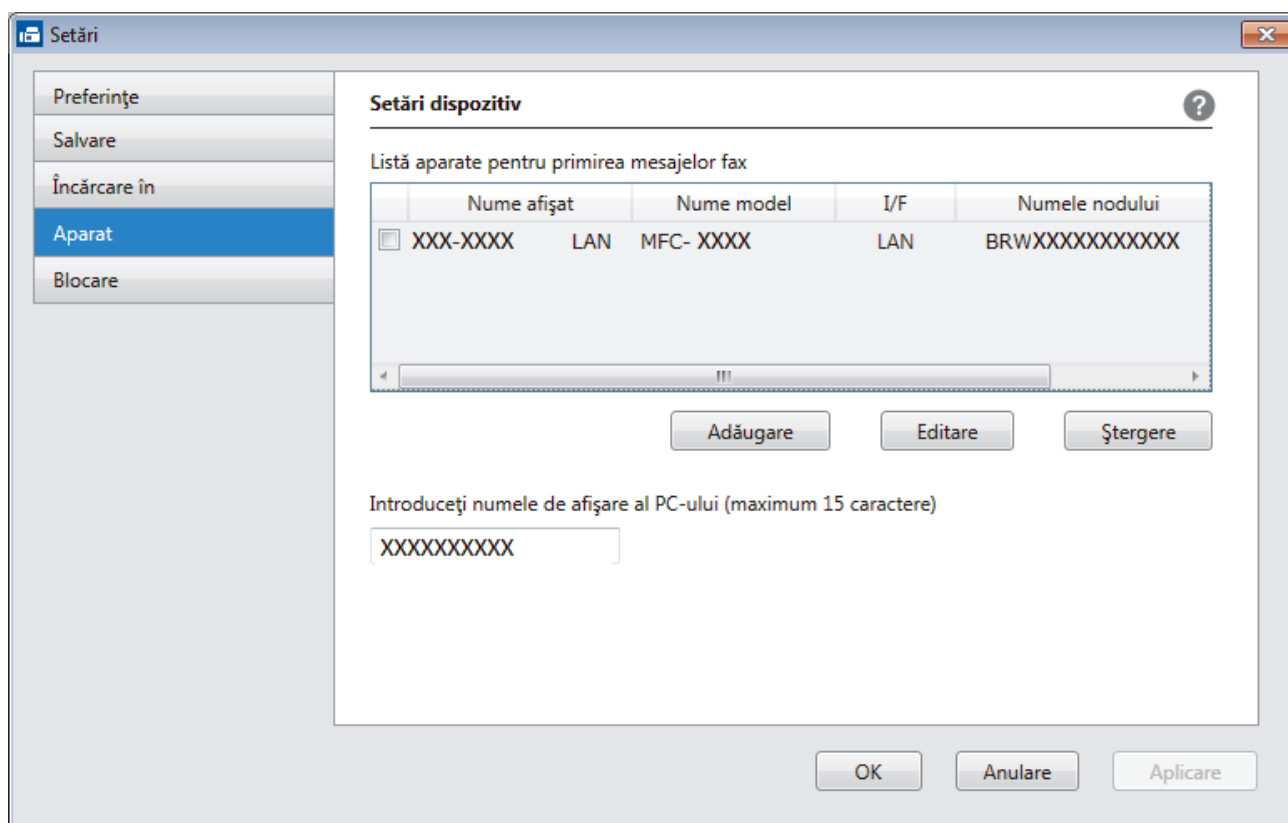 Setări
Preferinţe
Salvare
Încărcare în
Aparat
Blocare
Setări dispozitiv
?
Listă aparate pentru primirea mesajelor fax
Nume afişat Nume model I/F Numele nodului
XXX-XXXX LAN MFC- XXXX LAN BRWXXXXXXXXXXX
Adăugare Editare Ştergere
Introduceţi numele de afişare al PC-ului (maximum 15 caractere)
XXXXXXXXXX
OK Anulare Aplicare